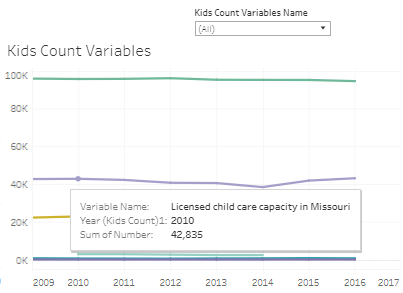 Kids Count Variables Name
(All)
Kids Count Variables
100K
80K
60K
40K
20K
0K
Variable Name: Licensed child care capacity in Missouri
Year (Kids Count)1: 2010
Sum of Number: 42,835
2009 2010 2011 2012 2013 2014 2015 2016 2017